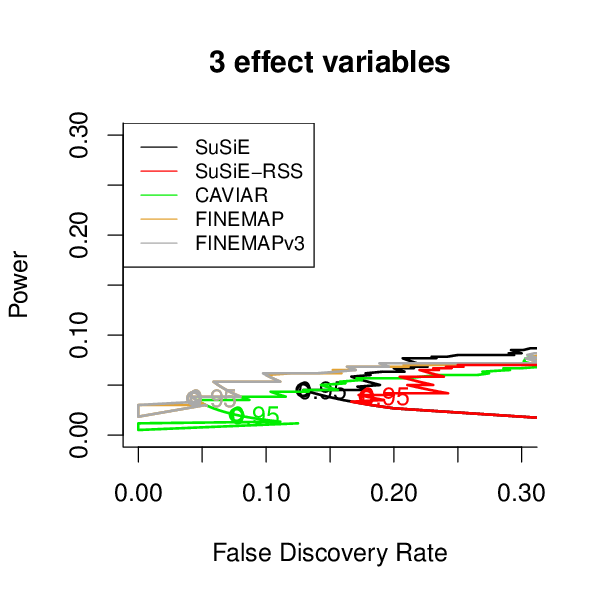 3 effect variables
SuSiE
SuSiE−RSS
CAVIAR
FINEMAP
FINEMAPv3
Power
0.30
0.20
0.10
0.00
0.95
0.95
0.95
0.95
0.00
0.10
0.20
0.30
False Discovery Rate